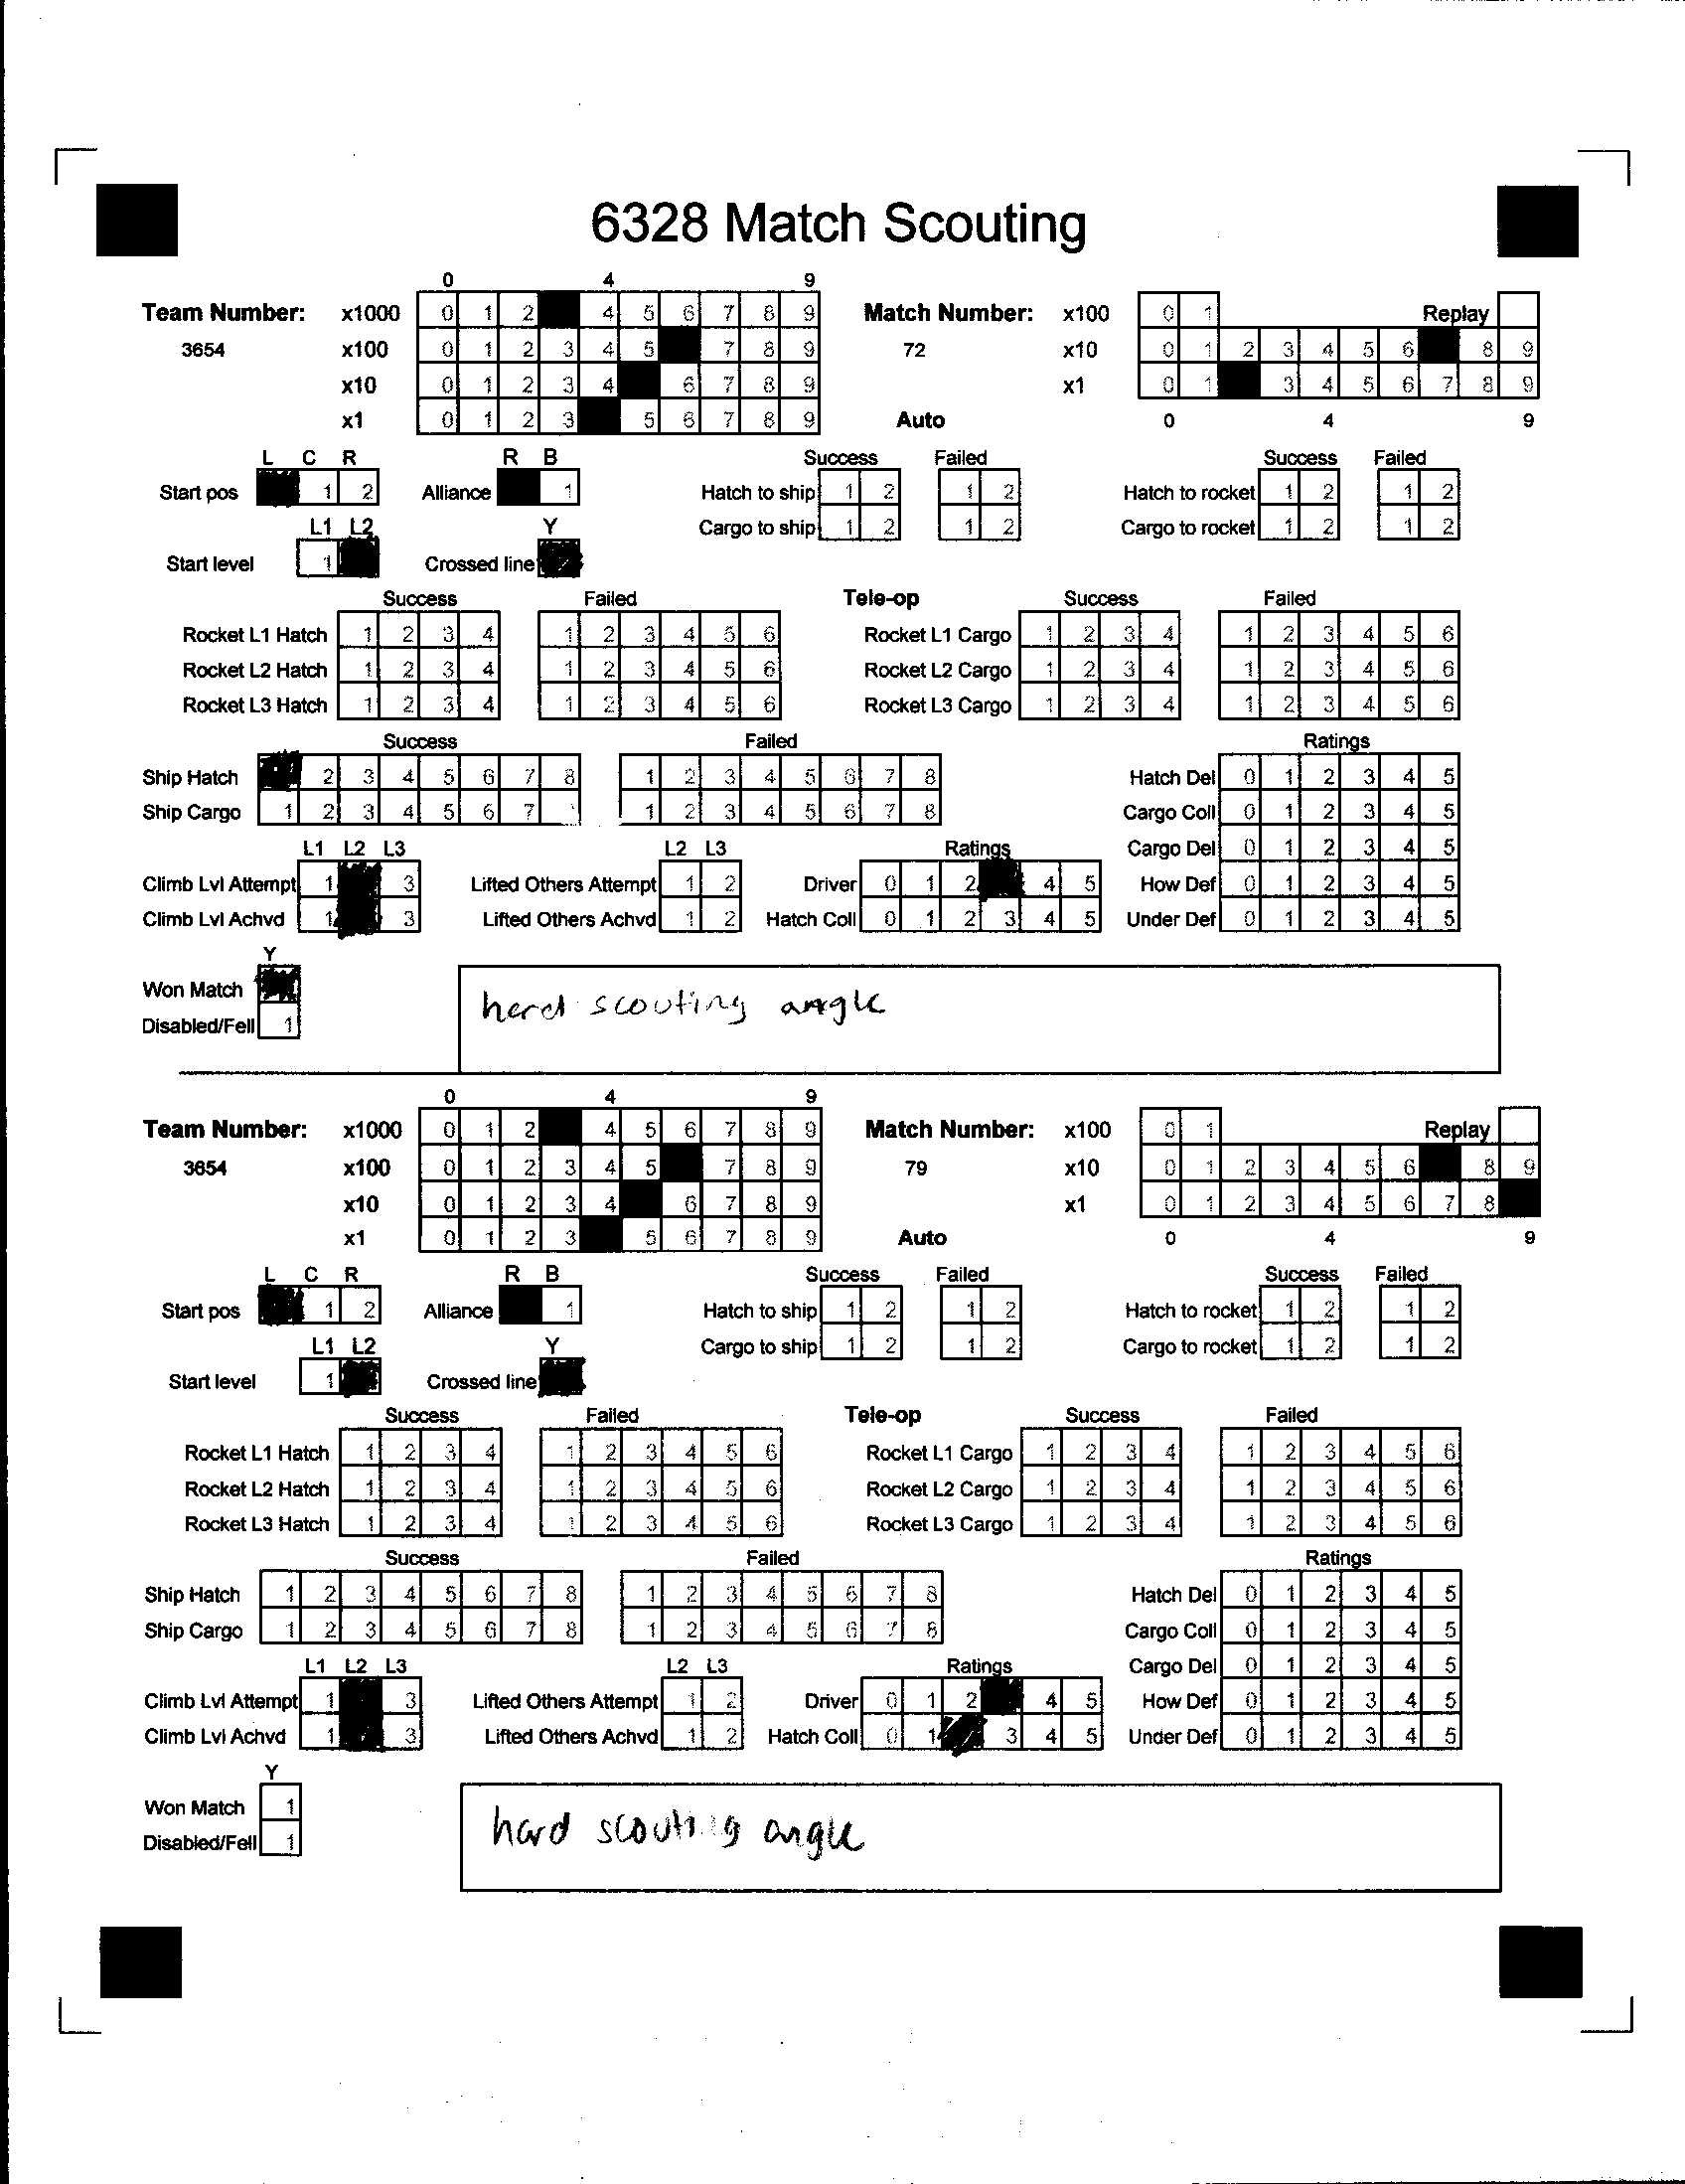 6328 Match Scouting
0 4 9
Team Number: x1000 0 1 2 4 5 6 7 8 9 Match Number: x100 0 1 Replay
3654 x100 0 1 2 3 4 5 7 8 9 72 x10 0 1 2 3 4 5 6 8 9
x10 0 1 2 3 4 6 7 8 9 x1 0 1 3 4 5 6 7 8 9
x1 0 1 2 3 5 6 7 8 9 Auto 0 4 9
L C R R B Success Failed Success Failed
Start pos 1 2 Alliance 1 Hatch to ship 1 2 1 2 Hatch to rocket 1 2 1 2
L1 L2 Y Cargo to ship 1 2 1 2 Cargo to rocket 1 2 1 2
Start level 1 Crossed line
Success Failed Tele-op Success Failed
Rocket L1 Hatch 1 2 3 4 1 2 3 4 5 6 Rocket L1 Cargo 1 2 3 4 1 2 3 4 5 6
Rocket L2 Hatch 1 2 3 4 1 2 3 4 5 6 Rocket L2 Cargo 1 2 3 4 1 2 3 4 5 6
Rocket L3 Hatch 1 2 3 4 1 2 3 4 5 6 Rocket L3 Cargo 1 2 3 4 1 2 3 4 5 6
Success Failed Ratings
Ship Hatch 2 3 4 5 6 7 8 1 2 3 4 5 6 7 8 Hatch Del 0 1 2 3 4 5
Ship Cargo 1 2 3 4 5 6 7 1 2 3 4 5 6 7 8 Cargo Coll 0 1 2 3 4 5
L1 L2 L3 L2 L3 Ratings Cargo Del 0 1 2 3 4 5
Climb Lvl Attempt 1 3 Lifted Others Attempt 1 2 Driver 0 1 2 4 5 How Def 0 1 2 3 4 5
Climb Lvl Achvd 1 3 Lifted Others Achvd 1 2 Hatch Coll 0 1 2 3 4 5 Under Def 0 1 2 3 4 5
Y
Won Match
hard scouting angle
Disabled/Fell 1
0 4 9
Team Number: x1000 0 1 2 4 5 6 7 8 9 Match Number: x100 0 1 Replay
3654 x100 0 1 2 3 4 5 7 8 9 79 x10 0 1 2 3 4 5 6 8 9
x10 0 1 2 3 4 6 7 8 9 x1 0 1 2 3 4 5 6 7 8
x1 0 1 2 3 5 6 7 8 9 Auto 0 4 9
L C R R B Success Failed Success Failed
Start pos 1 2 Alliance 1 Hatch to ship 1 2 1 2 Hatch to rocket 1 2 1 2
L1 L2 Y Cargo to ship 1 2 1 2 Cargo to rocket 1 2 1 2
Start level 1 Crossed line
Success Failed Tele-op Success Failed
Rocket L1 Hatch 1 2 3 4 1 2 3 4 5 6 Rocket L1 Cargo 1 2 3 4 1 2 3 4 5 6
Rocket L2 Hatch 1 2 3 4 1 2 3 4 5 6 Rocket L2 Cargo 1 2 3 4 1 2 3 4 5 6
Rocket L3 Hatch 1 2 3 4 1 2 3 4 5 6 Rocket L3 Cargo 1 2 3 4 1 2 3 4 5 6
Success Failed Ratings
Ship Hatch 1 2 3 4 5 6 7 8 1 2 3 4 5 6 7 8 Hatch Del 0 1 2 3 4 5
Ship Cargo 1 2 3 4 5 6 7 8 1 2 3 4 5 6 7 8 Cargo Coll 0 1 2 3 4 5
L1 L2 L3 L2 L3 Ratings Cargo Del 0 1 2 3 4 5
Climb Lvl Attempt 1 3 Lifted Others Attempt 1 2 Driver 0 1 2 4 5 How Def 0 1 2 3 4 5
Climb Lvl Achvd 1 3 Lifted Others Achvd 1 2 Hatch Coll 0 1 3 4 5 Under Def 0 1 2 3 4 5
Y
Won Match 1
hard scouting angle
Disabled/Fell 1